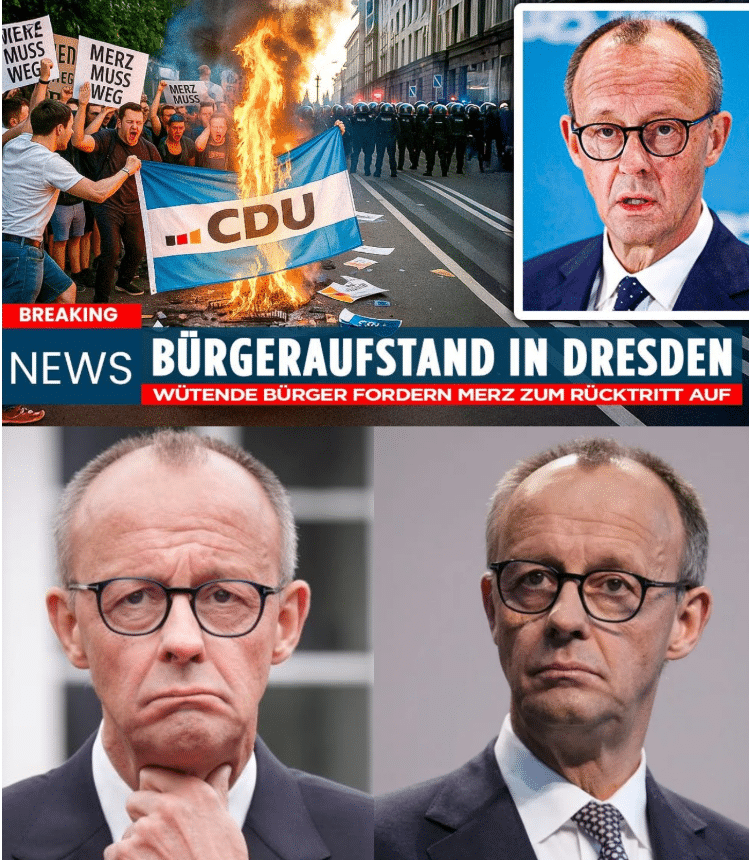 MUSS
WEG
MERZ
MUSS
WEG
MERZ
MUSS
CDU
BREAKING
NEWS
BÜRGERAUFSTAND IN DRESDEN
WÜTENDE BÜRGER FORDERN MERZ ZUM RÜCKTRITT AUF